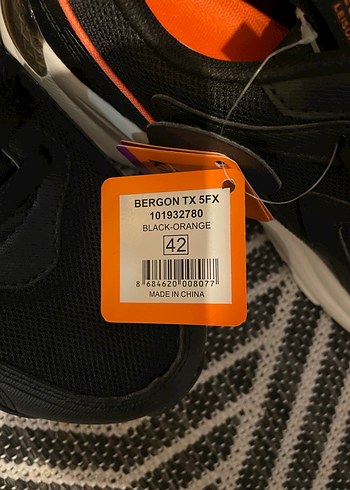 BERGON TX 5FX
101932780
BLACK-ORANGE
42
8 684620 008077
MADE IN CHINA